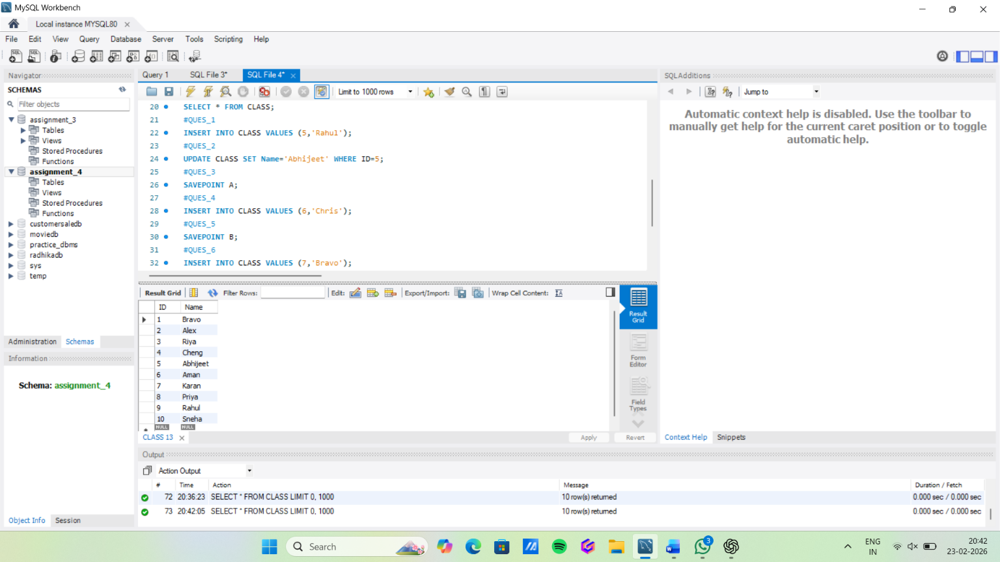 MySQL Workbench
Local instance MYSQL80
File Edit View Query Database Server Tools Scripting Help
Navigator
SCHEMAS
Filter objects
assignment_3
Tables
Views
Stored Procedures
Functions
assignment_4
Tables
Views
Stored Procedures
Functions
customersaledb
moviedb
practice_dbms
radhikadb
sys
temp
Administration Schemas
Information
Schema: assignment_4
Object Info Session
Query 1 SQL File 3* SQL File 4*
Limit to 1000 rows
20 SELECT * FROM CLASS;
21 #QUES_1
22 INSERT INTO CLASS VALUES (5,'Rahul');
23 #QUES_2
24 UPDATE CLASS SET Name='Abhijeet' WHERE ID=5;
25 #QUES_3
26 SAVEPOINT A;
27 #QUES_4
28 INSERT INTO CLASS VALUES (6,'Chris');
29 #QUES_5
30 SAVEPOINT B;
31 #QUES_6
32 INSERT INTO CLASS VALUES (7,'Bravo');
Result Grid Filter Rows: Edit: Export/Import: Wrap Cell Content:
ID Name
1 Bravo
2 Alex
3 Riya
4 Cheng
5 Abhijeet
6 Aman
7 Karan
8 Priya
9 Rahul
10 Sneha
NULL NULL
Result Grid
Form Editor
Field Types
CLASS 13 Apply Revert
SQLAdditions
Jump to
Automatic context help is disabled. Use the toolbar to
manually get help for the current caret position or to toggle
automatic help.
Context Help Snippets
Output
Action Output
# Time Action Message Duration / Fetch
72 20:36:23 SELECT * FROM CLASS LIMIT 0, 1000 10 row(s) returned 0.000 sec / 0.000 sec
73 20:42:05 SELECT * FROM CLASS LIMIT 0, 1000 10 row(s) returned 0.000 sec / 0.000 sec
Search
3
ENG
IN
20:42
23-02-2026